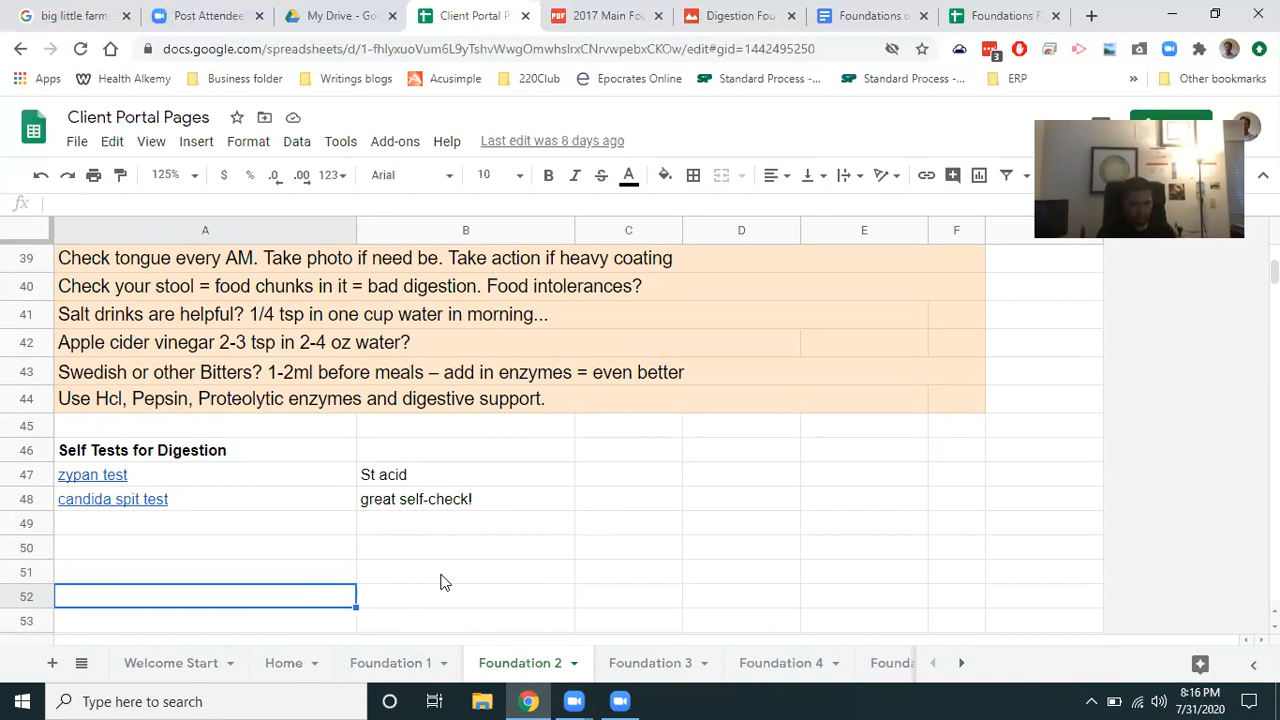 big little farm
Post Attendee
My Drive - Go
Client Portal P
2017 Main Fo
Digestion Fou
Foundations o
Foundations F
docs.google.com/spreadsheets/d/1-fhlyxuoVum6L9yTshvWwgOmwhsIrxCNrvwpebxCKOw/edit#gid=1442495250
3
Apps
Health Alkemy
Business folder
Writings blogs
Acusimple
220Club
Epocrates Online
Standard Process -...
Standard Process -...
ERP
»
Other bookmarks
Client Portal Pages
File Edit View Insert Format Data Tools Add-ons Help Last edit was 8 days ago
125% $ % .0 .00 123 Arial 10 B I S A
fx
A B C D E F
39 Check tongue every AM. Take photo if need be. Take action if heavy coating
40 Check your stool = food chunks in it = bad digestion. Food intolerances?
41 Salt drinks are helpful? 1/4 tsp in one cup water in morning...
42 Apple cider vinegar 2-3 tsp in 2-4 oz water?
43 Swedish or other Bitters? 1-2ml before meals – add in enzymes = even better
44 Use Hcl, Pepsin, Proteolytic enzymes and digestive support.
45
46 Self Tests for Digestion
47 zypan test St acid
48 candida spit test great self-check!
49
50
51
52
53
Welcome Start Home Foundation 1 Foundation 2 Foundation 3 Foundation 4 Founda
Type here to search
8:16 PM
7/31/2020